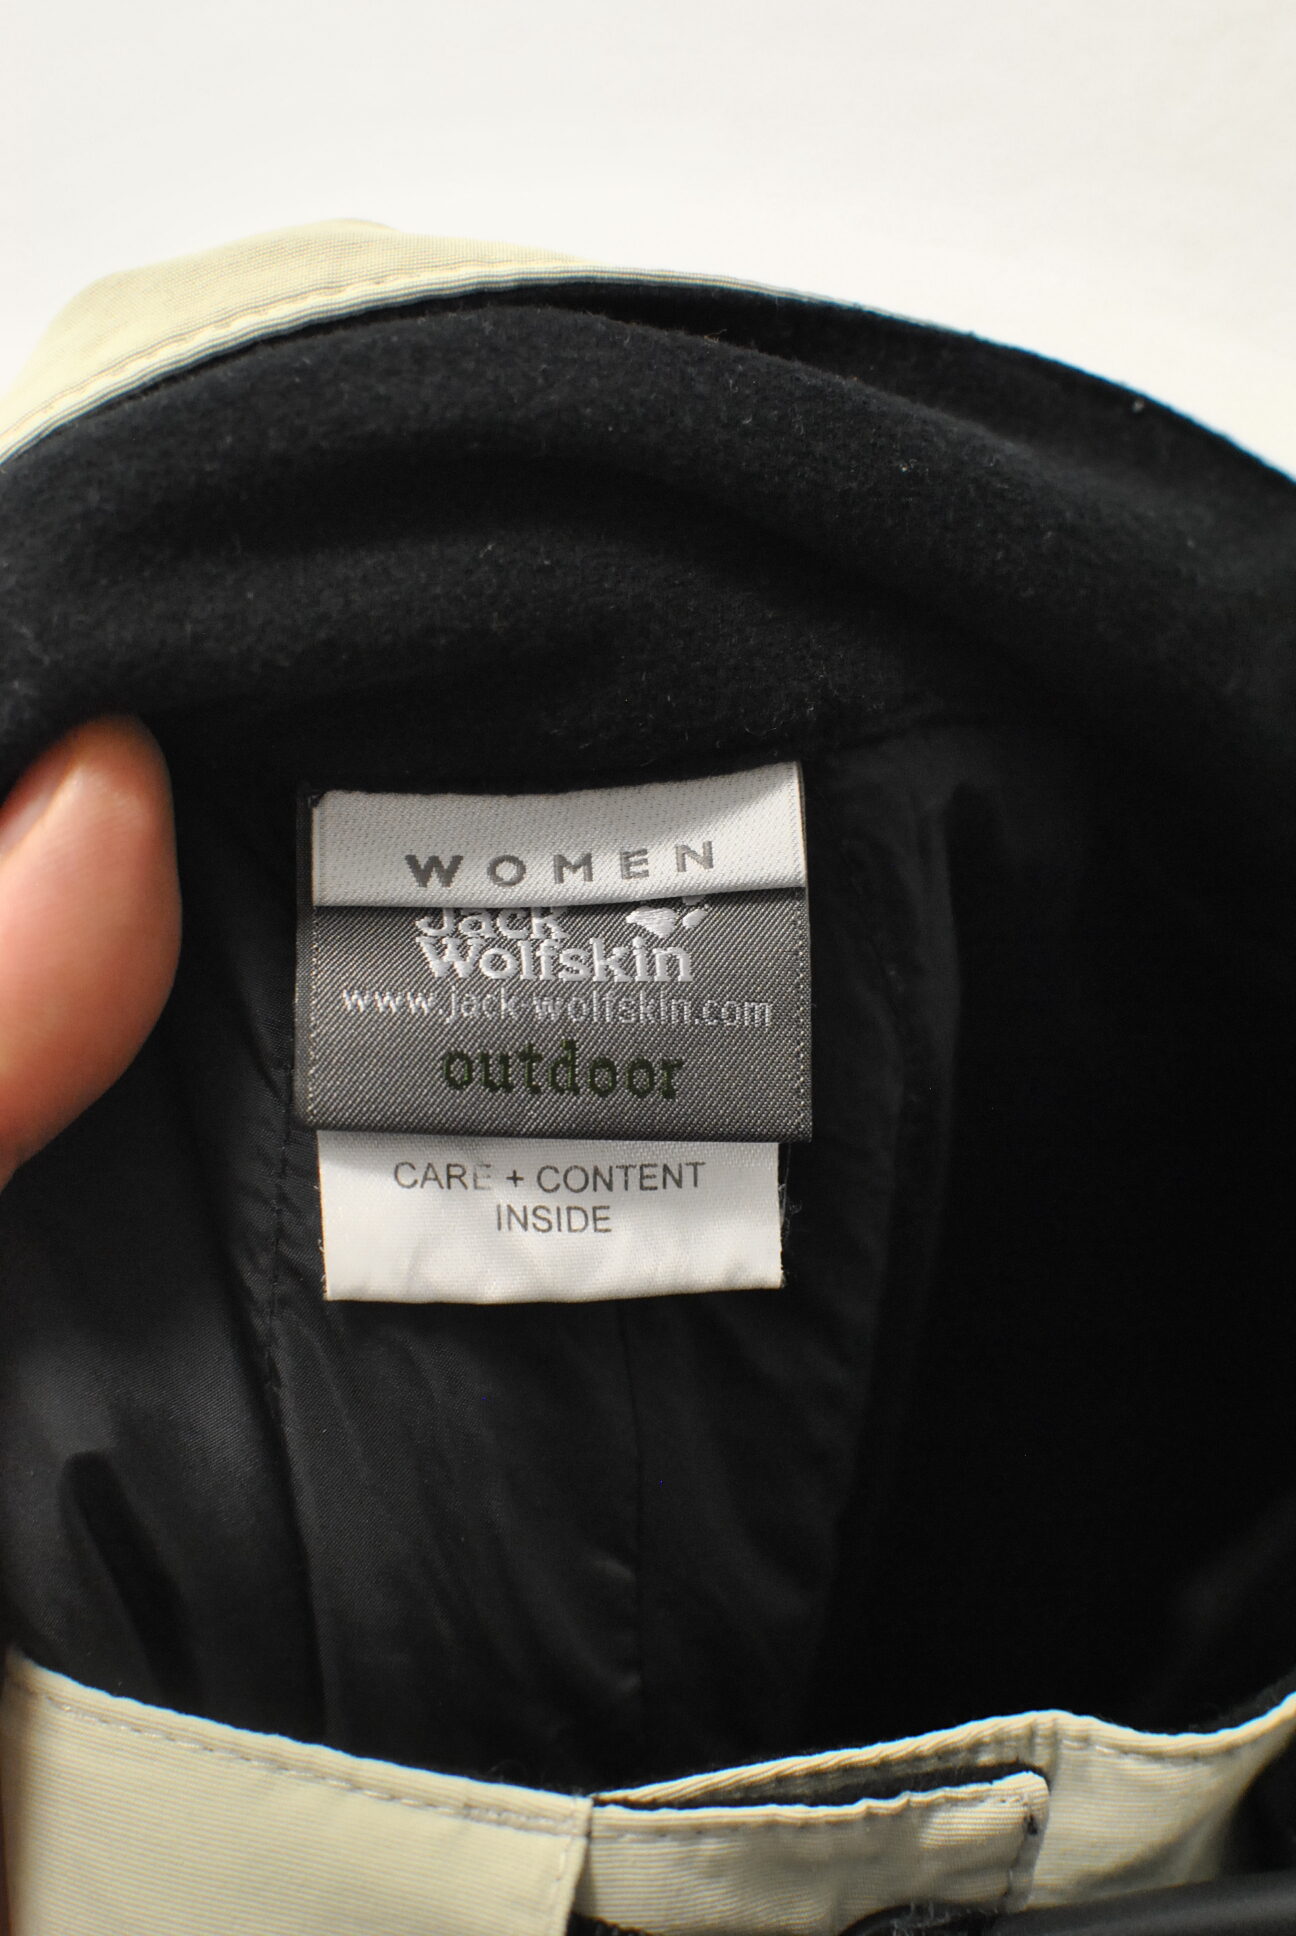 WOMEN
Jack
Wolfskin
www.jack-wolfskin.com
outdoor
CARE + CONTENT
INSIDE